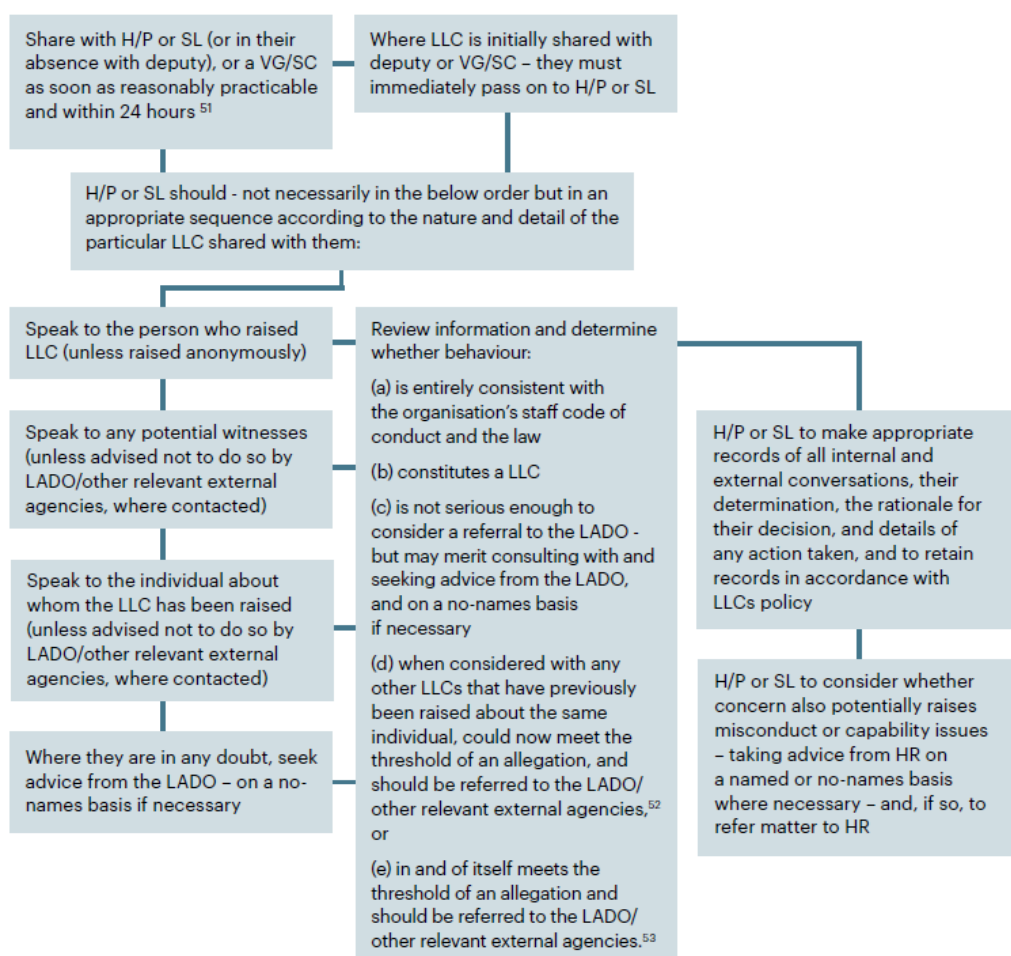 Share with H/P or SL (or in their
absence with deputy), or a VG/SC
as soon as reasonably practicable
and within 24 hours 51
Where LLC is initially shared with
deputy or VG/SC – they must
immediately pass on to H/P or SL
H/P or SL should - not necessarily in the below order but in an
appropriate sequence according to the nature and detail of the
particular LLC shared with them:
Speak to the person who raised
LLC (unless raised anonymously)
Speak to any potential witnesses
(unless advised not to do so by
LADO/other relevant external
agencies, where contacted)
Speak to the individual about
whom the LLC has been raised
(unless advised not to do so by
LADO/other relevant external
agencies, where contacted)
Where they are in any doubt, seek
advice from the LADO – on a no-
names basis if necessary
Review information and determine
whether behaviour:
(a) is entirely consistent with
the organisation's staff code of
conduct and the law
(b) constitutes a LLC
(c) is not serious enough to
consider a referral to the LADO -
but may merit consulting with and
seeking advice from the LADO,
and on a no-names basis
if necessary
(d) when considered with any
other LLCs that have previously
been raised about the same
individual, could now meet the
threshold of an allegation, and
should be referred to the LADO/
other relevant external agencies,52
or
(e) in and of itself meets the
threshold of an allegation and
should be referred to the LADO/
other relevant external agencies.53
H/P or SL to make appropriate
records of all internal and
external conversations, their
determination, the rationale for
their decision, and details of
any action taken, and to retain
records in accordance with
LLCs policy
H/P or SL to consider whether
concern also potentially raises
misconduct or capability issues
– taking advice from HR on
a named or no-names basis
where necessary – and, if so, to
refer matter to HR